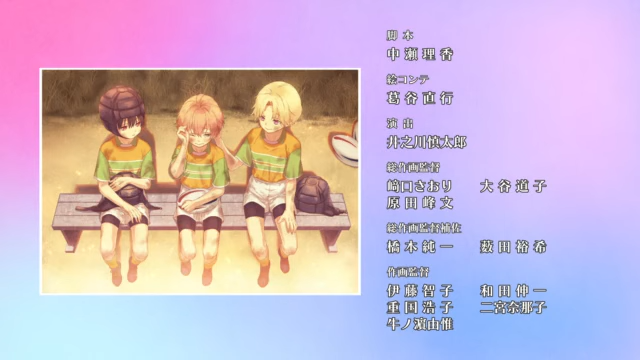 脚本
中瀬理香
絵コンテ
葛谷直行
演出
井之川慎太郎
総作画監督
﨑口さおり 大谷道子
原田峰文
総作画監督補佐
橋本純一 薮田裕希
作画監督
伊藤智子 和田伸一
重国浩子 二宮奈那子
牛ノ濵由惟